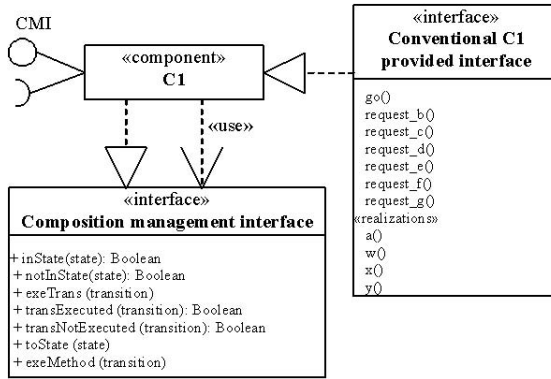 CMI
«component»
C1
«use»
«interface»
Composition management interface
+ inState(state): Boolean
+ notInState(state): Boolean
+ exeTrans (transition)
+ transExecuted (transition): Boolean
+ transNotExecuted (transition): Boolean
+ toState (state)
+ exeMethod (transition)
«interface»
Conventional C1
provided interface
go()
request_b()
request_c()
request_d()
request_e()
request_f()
request_g()
«realizations»
a()
w()
x()
y()